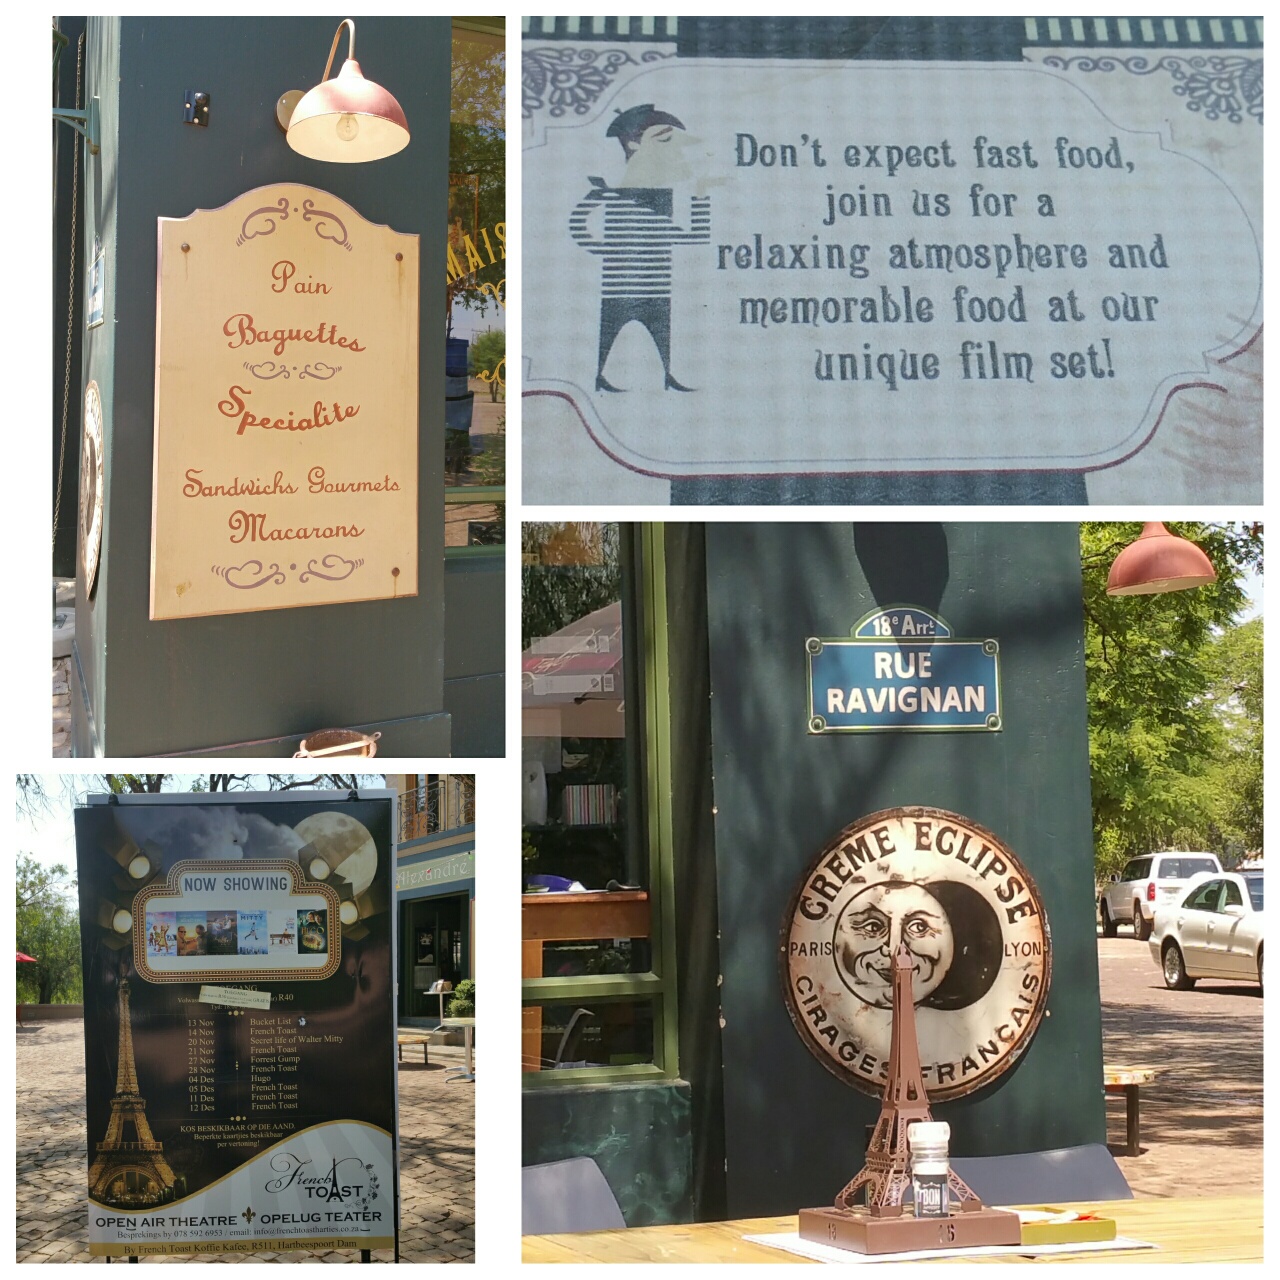 Pain
Baguettes
Specialite
Sandwichs Gourmets
Macarons
Don't expect fast food,
join us for a
relaxing atmosphere and
memorable food at our
unique film set!
18e Arrt
RUE
RAVIGNAN
CREME ECLIPSE
PARIS LYON
CIRAGES FRANCAIS
Alexandre
NOW SHOWING
R40
13 Nov Bucket List
14 Nov French Toast
20 Nov Secret life of Walter Mitty
21 Nov French Toast
27 Nov Forrest Gump
28 Nov French Toast
04 Des Hugo
05 Des French Toast
11 Des French Toast
12 Des French Toast
KOS BESKIKBAAR OP DIE AAND.
Beperkte kaartjies beskikbaar
per vertoning!
French
TOAST
OPEN AIR THEATRE OPELUG TEATER
Besprekings by 078 592 6953 / email: info@frenchtoastharties.co.za
By French Toast Koffie Kafee, R511, Hartbeespoort Dam